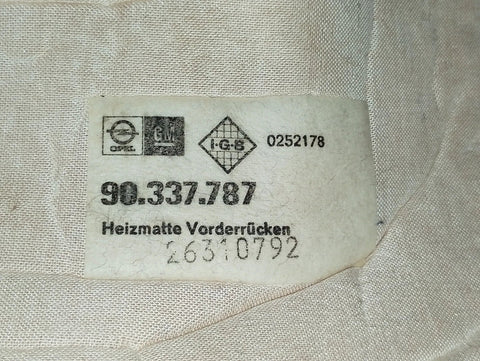 OPEL GM I·G·B 0252178
90.337.787
Heizmatte Vorderrücken
26310792